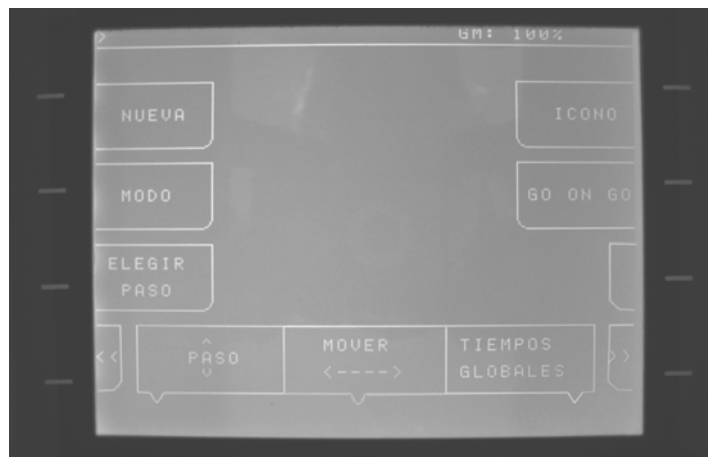 > GM: 100%
NUEVA
ICONO
MODO
GO ON GO
ELEGIR
PASO
<<
^
PASO
v
MOVER
<---->
TIEMPOS
GLOBALES
>>